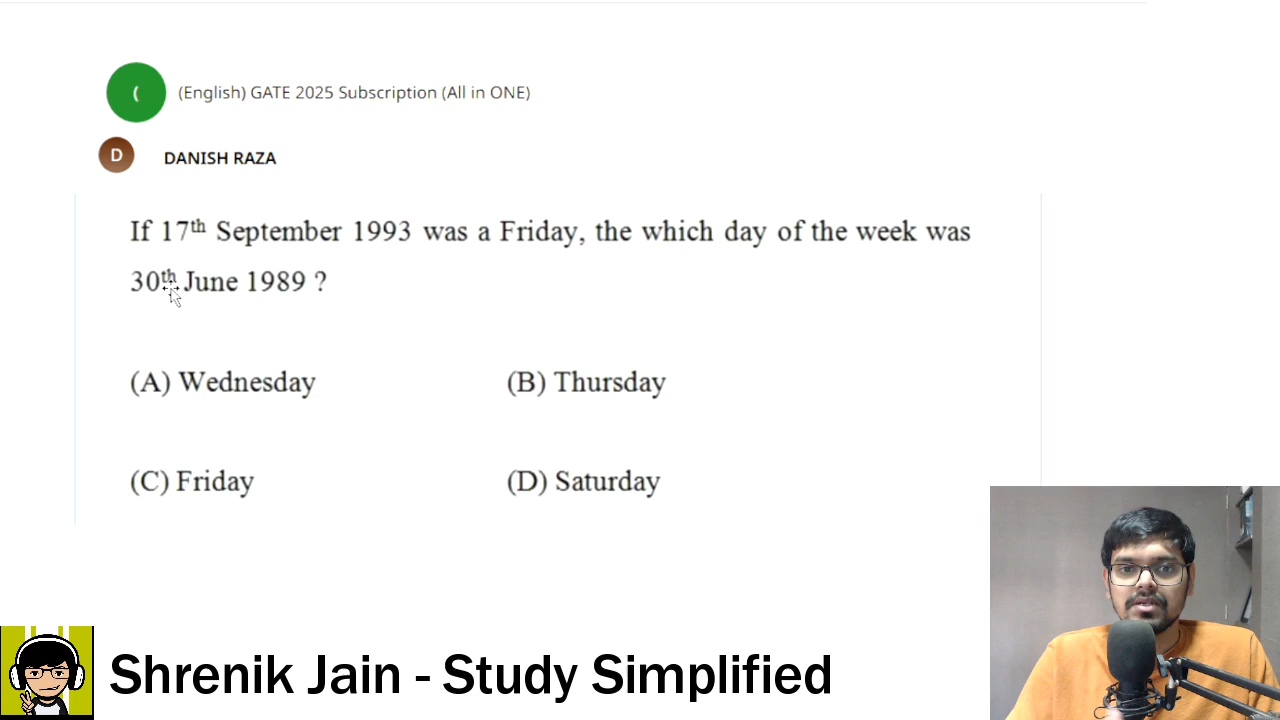 (
(English) GATE 2025 Subscription (All in ONE)
D
DANISH RAZA
If 17th September 1993 was a Friday, the which day of the week was
30th June 1989 ?
(A) Wednesday
(B) Thursday
(C) Friday
(D) Saturday
Shrenik Jain - Study Simplified